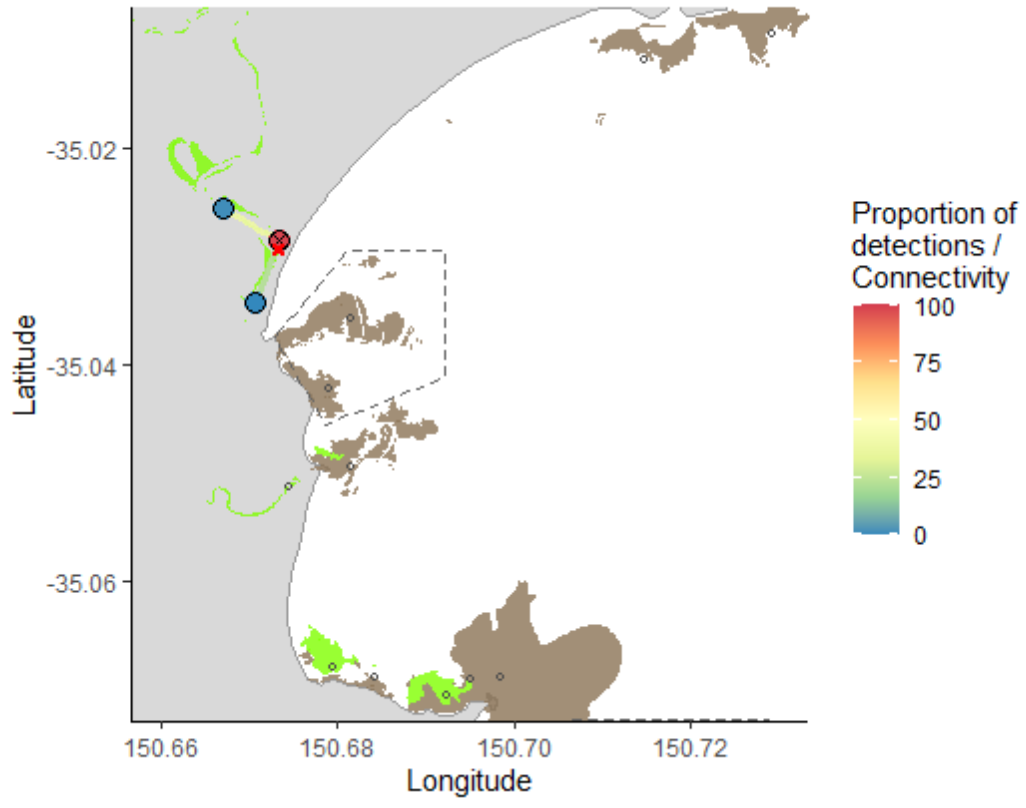 -35.02
-35.04
-35.06
Latitude
150.66
150.68
150.70
150.72
Longitude
Proportion of
detections /
Connectivity
100
75
50
25
0